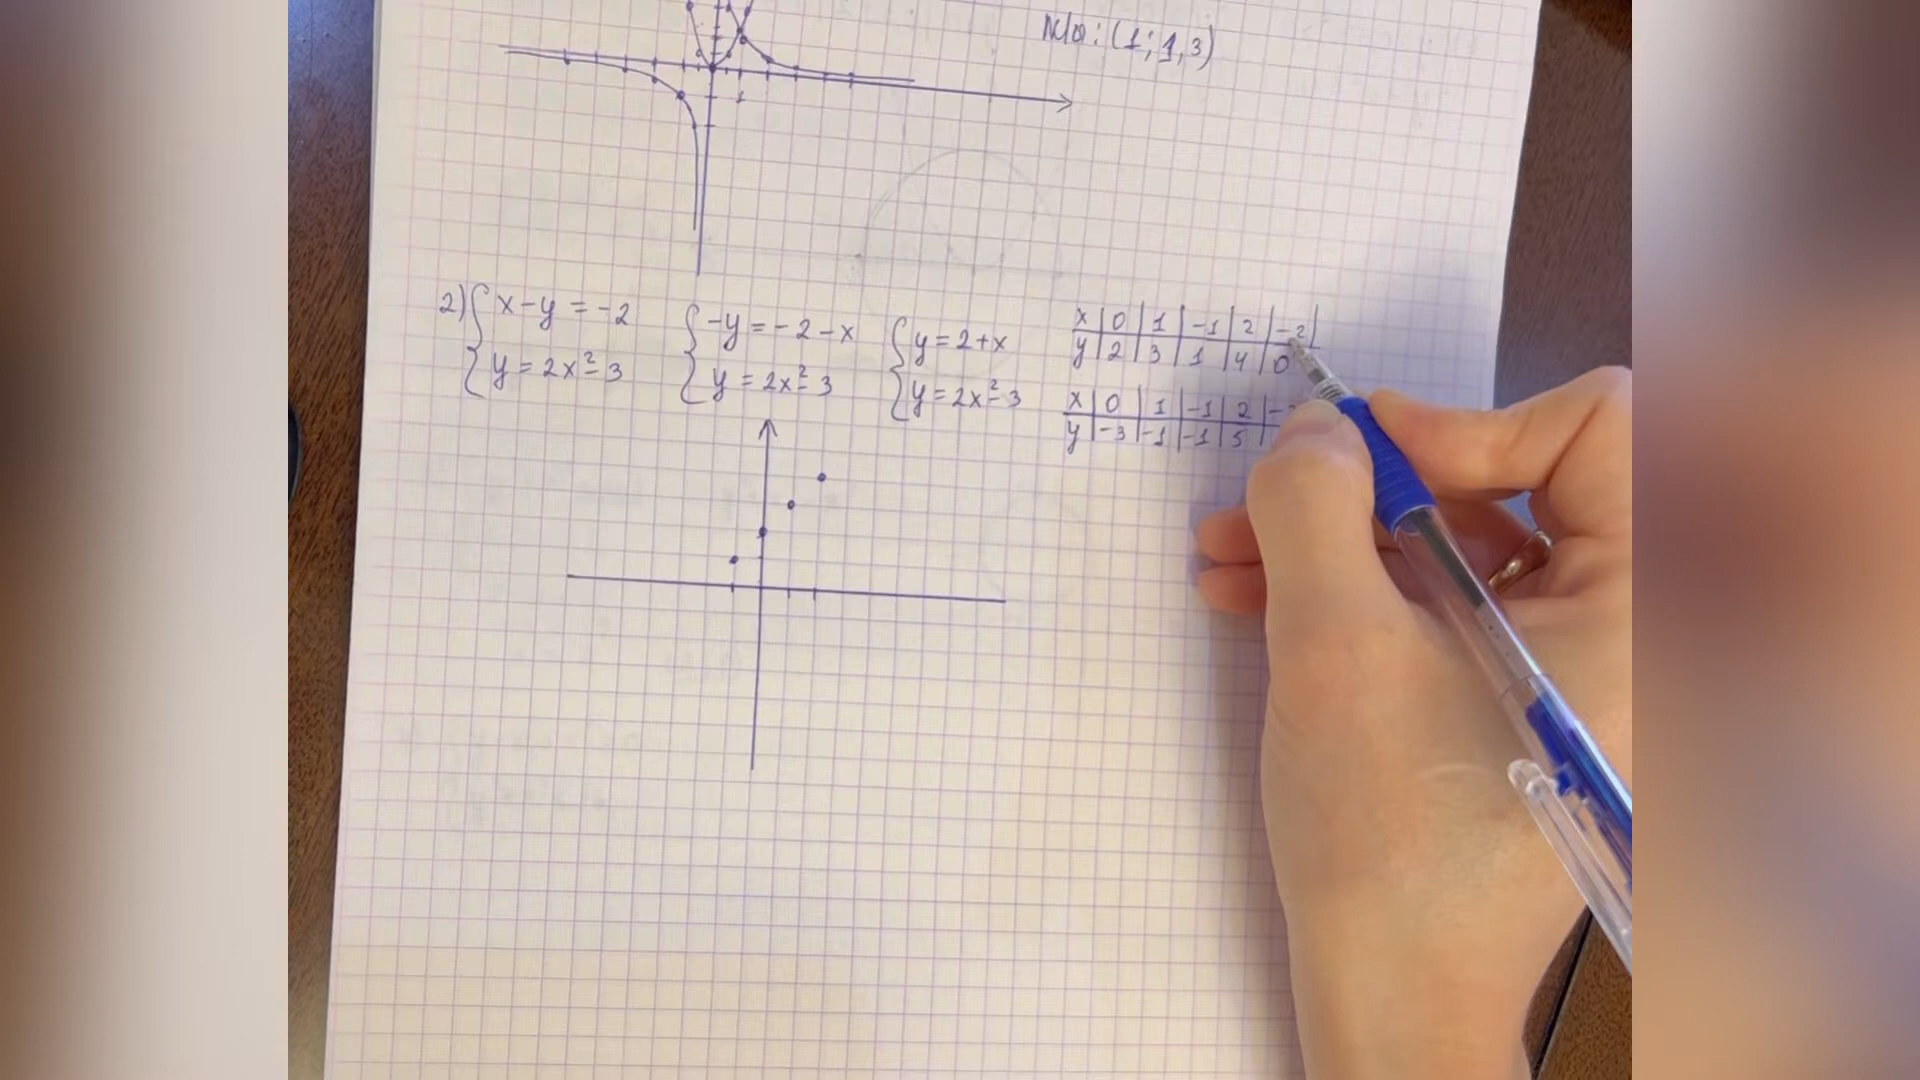 N/o: (1; 1,3)
1
2) { x-y = -2
y = 2x²-3
{ -y = -2-x
y = 2x²-3
{ y = 2+x
y = 2x²-3
x | 0 | 1 | -1 | 2 | -2 |
y | 2 | 3 | 1 | 4 | 0
x | 0 | 1 | -1 | 2 | -
y | -3 | -1 | -1 | 5 |